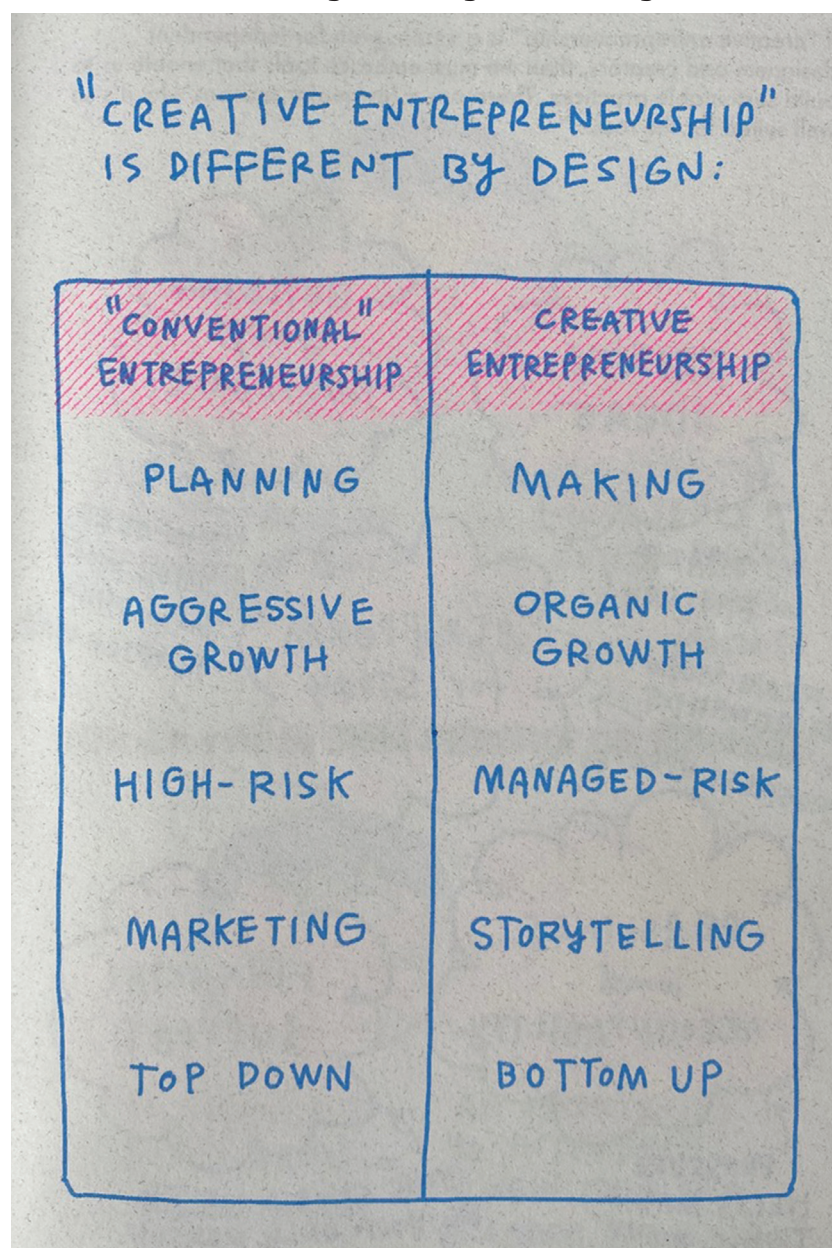 "CREATIVE ENTREPRENEURSHIP"
IS DIFFERENT BY DESIGN:
"CONVENTIONAL"
ENTREPRENEURSHIP
CREATIVE
ENTREPRENEURSHIP
PLANNING
MAKING
AGGRESSIVE
GROWTH
ORGANIC
GROWTH
HIGH-RISK
MANAGED-RISK
MARKETING
STORYTELLING
TOP DOWN
BOTTOM UP